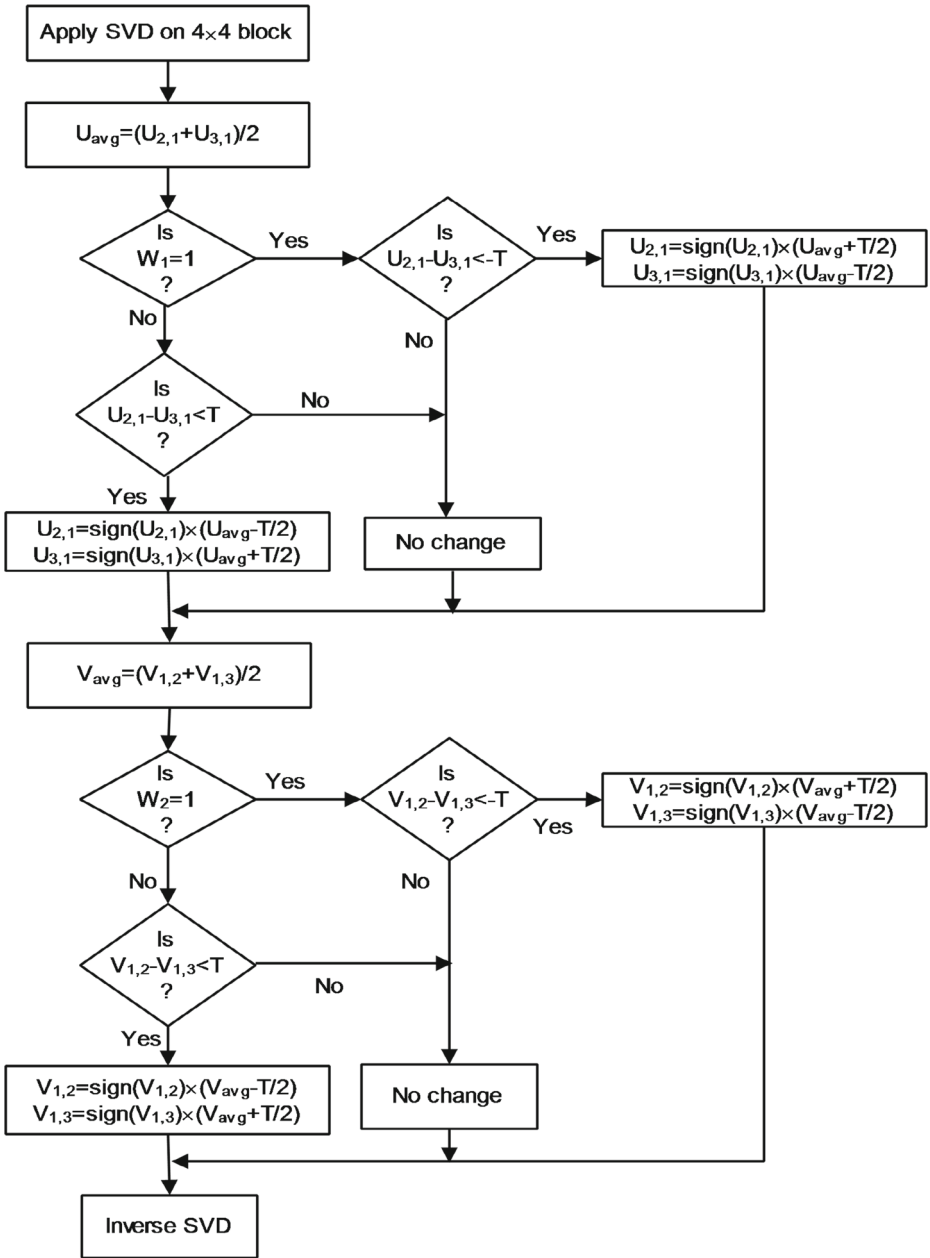 Apply SVD on 4×4 block
Uavg=(U2,1+U3,1)/2
Is
W1=1
?
Yes
Is
U2,1-U3,1<-T
?
Yes
U2,1=sign(U2,1)×(Uavg+T/2)
U3,1=sign(U3,1)×(Uavg-T/2)
No
No
Is
U2,1-U3,1<T
?
No
Yes
U2,1=sign(U2,1)×(Uavg-T/2)
U3,1=sign(U3,1)×(Uavg+T/2)
No change
Vavg=(V1,2+V1,3)/2
Is
W2=1
?
Yes
Is
V1,2-V1,3<-T
?
Yes
V1,2=sign(V1,2)×(Vavg+T/2)
V1,3=sign(V1,3)×(Vavg-T/2)
No
No
Is
V1,2-V1,3<T
?
No
Yes
V1,2=sign(V1,2)×(Vavg-T/2)
V1,3=sign(V1,3)×(Vavg+T/2)
No change
Inverse SVD